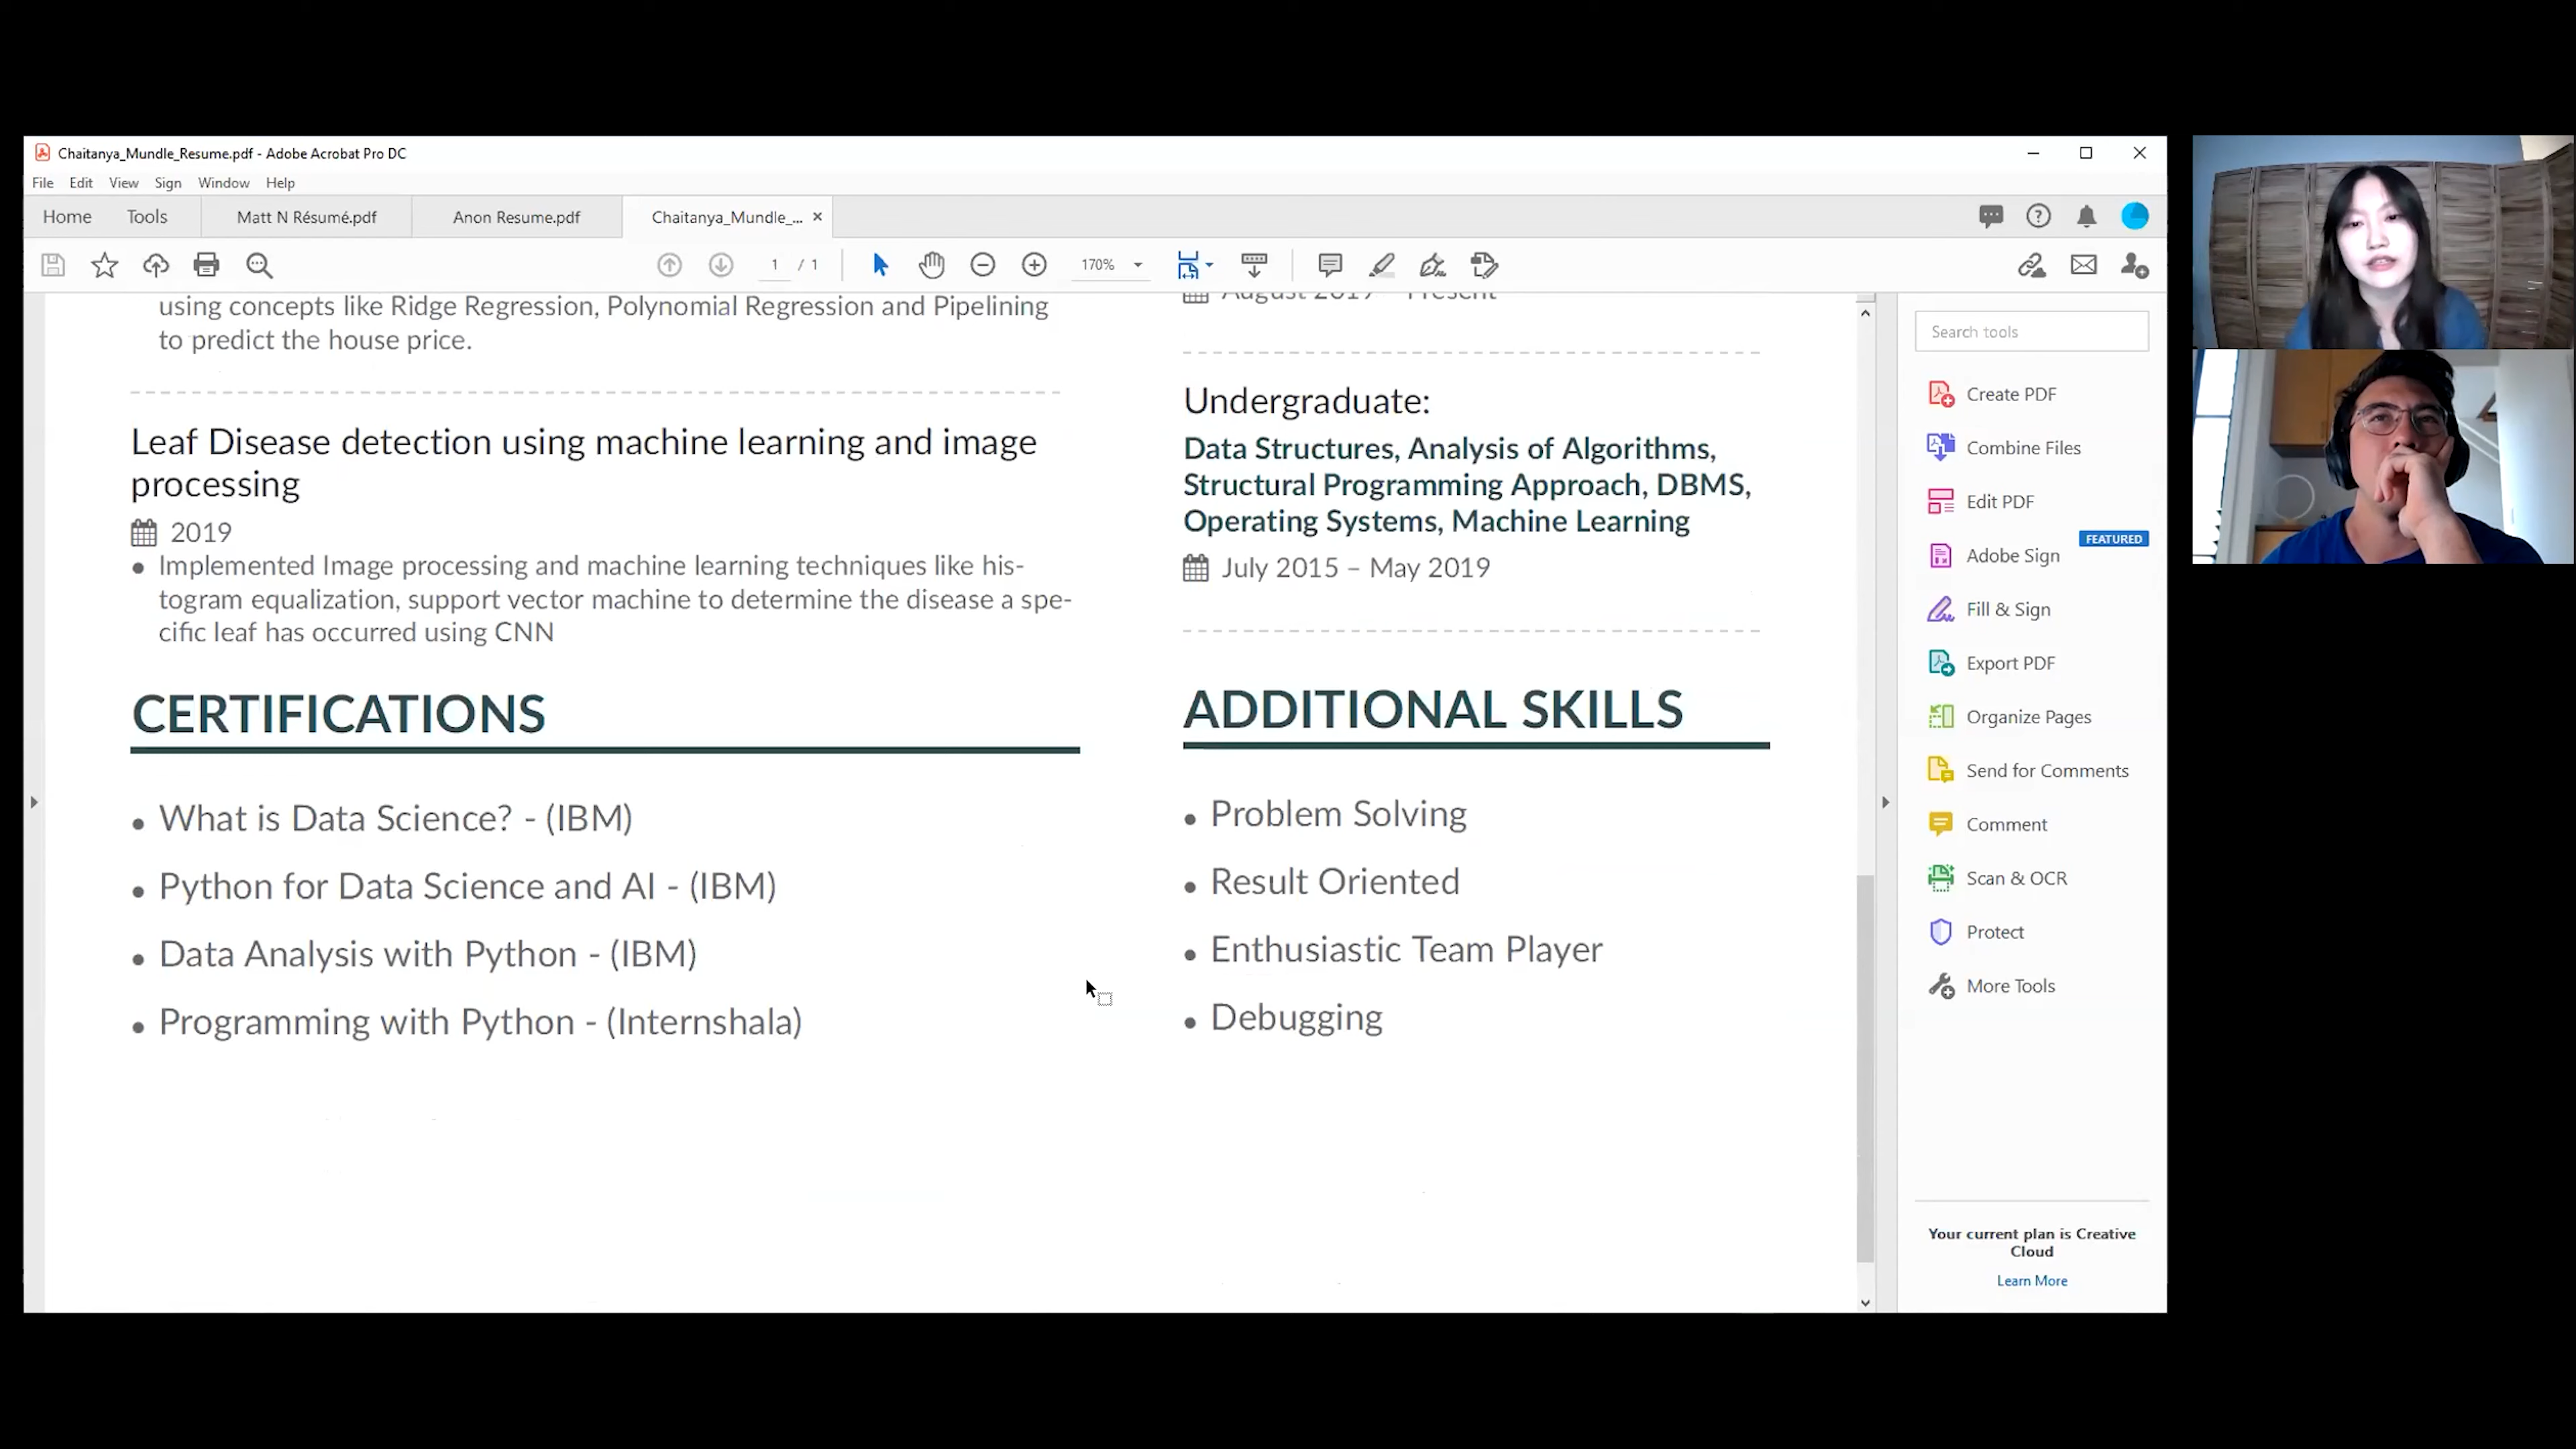 Chaitanya_Mundle_Resume.pdf - Adobe Acrobat Pro DC
File Edit View Sign Window Help
Home Tools Matt N Résumé.pdf Anon Resume.pdf Chaitanya_Mundle_... ×
1 / 1 170%
using concepts like Ridge Regression, Polynomial Regression and Pipelining
to predict the house price.
Leaf Disease detection using machine learning and image
processing
2019
• Implemented Image processing and machine learning techniques like his-
togram equalization, support vector machine to determine the disease a spe-
cific leaf has occurred using CNN
CERTIFICATIONS
• What is Data Science? - (IBM)
• Python for Data Science and AI - (IBM)
• Data Analysis with Python - (IBM)
• Programming with Python - (Internshala)
August 2019 – Present
Undergraduate:
Data Structures, Analysis of Algorithms,
Structural Programming Approach, DBMS,
Operating Systems, Machine Learning
July 2015 – May 2019
ADDITIONAL SKILLS
• Problem Solving
• Result Oriented
• Enthusiastic Team Player
• Debugging
Search tools
Create PDF
Combine Files
Edit PDF
FEATURED
Adobe Sign
Fill & Sign
Export PDF
Organize Pages
Send for Comments
Comment
Scan & OCR
Protect
More Tools
Your current plan is Creative
Cloud
Learn More